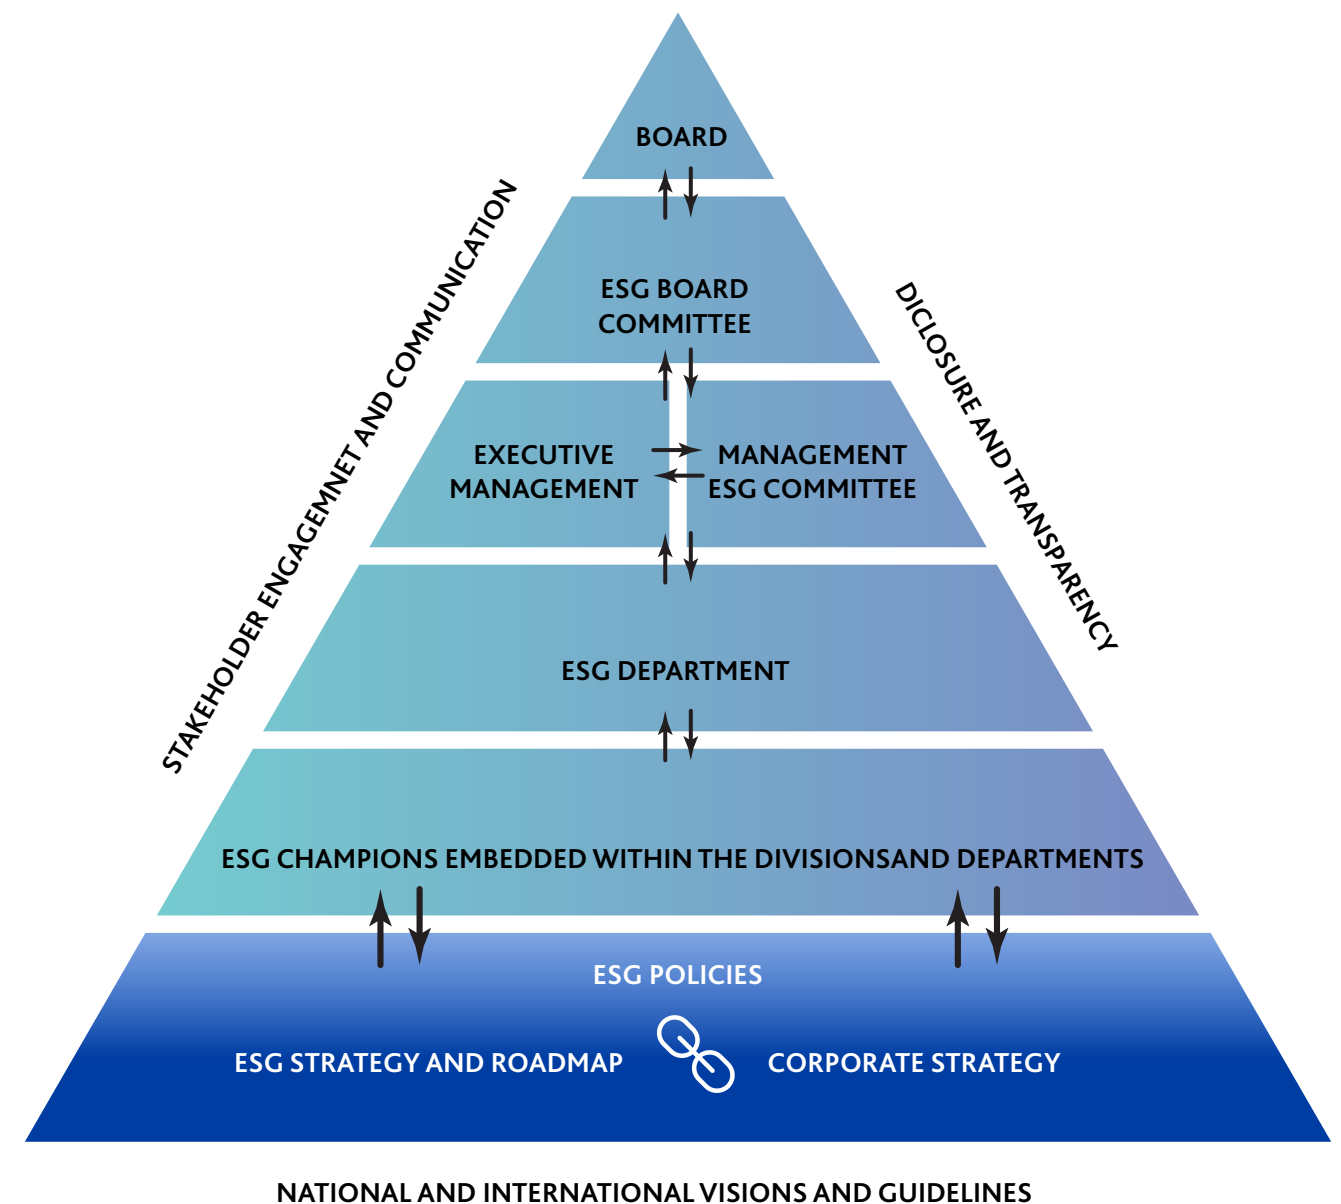 BOARD
STAKEHOLDER ENGAGEMNET AND COMMUNICATION
DICLOSURE AND TRANSPARENCY
ESG BOARD
COMMITTEE
EXECUTIVE
MANAGEMENT
MANAGEMENT
ESG COMMITTEE
ESG DEPARTMENT
ESG CHAMPIONS EMBEDDED WITHIN THE DIVISIONSAND DEPARTMENTS
ESG POLICIES
ESG STRATEGY AND ROADMAP
CORPORATE STRATEGY
NATIONAL AND INTERNATIONAL VISIONS AND GUIDELINES